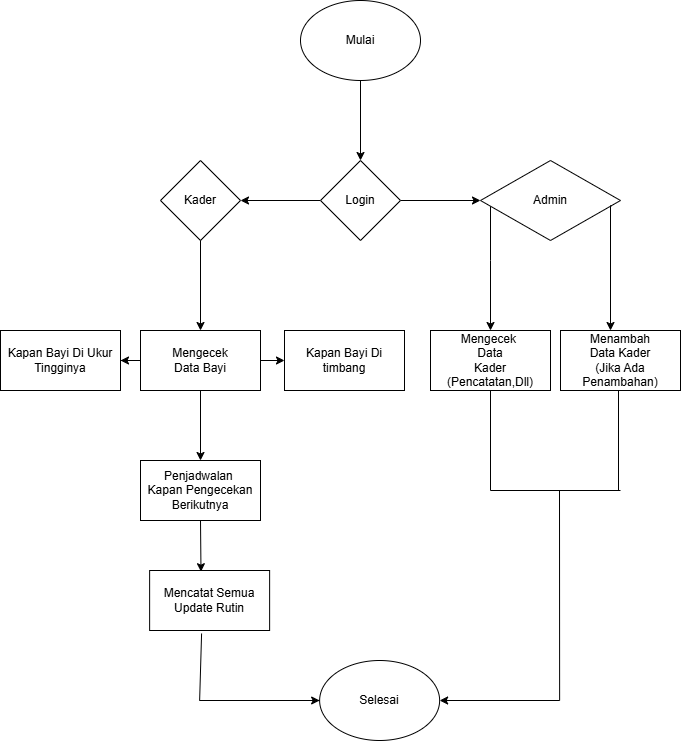 Mulai
Kader
Login
Admin
Kapan Bayi Di Ukur
Tingginya
Mengecek
Data Bayi
Kapan Bayi Di
timbang
Mengecek
Data
Kader
(Pencatatan,Dll)
Menambah
Data Kader
(Jika Ada
Penambahan)
Penjadwalan
Kapan Pengecekan
Berikutnya
Mencatat Semua
Update Rutin
Selesai